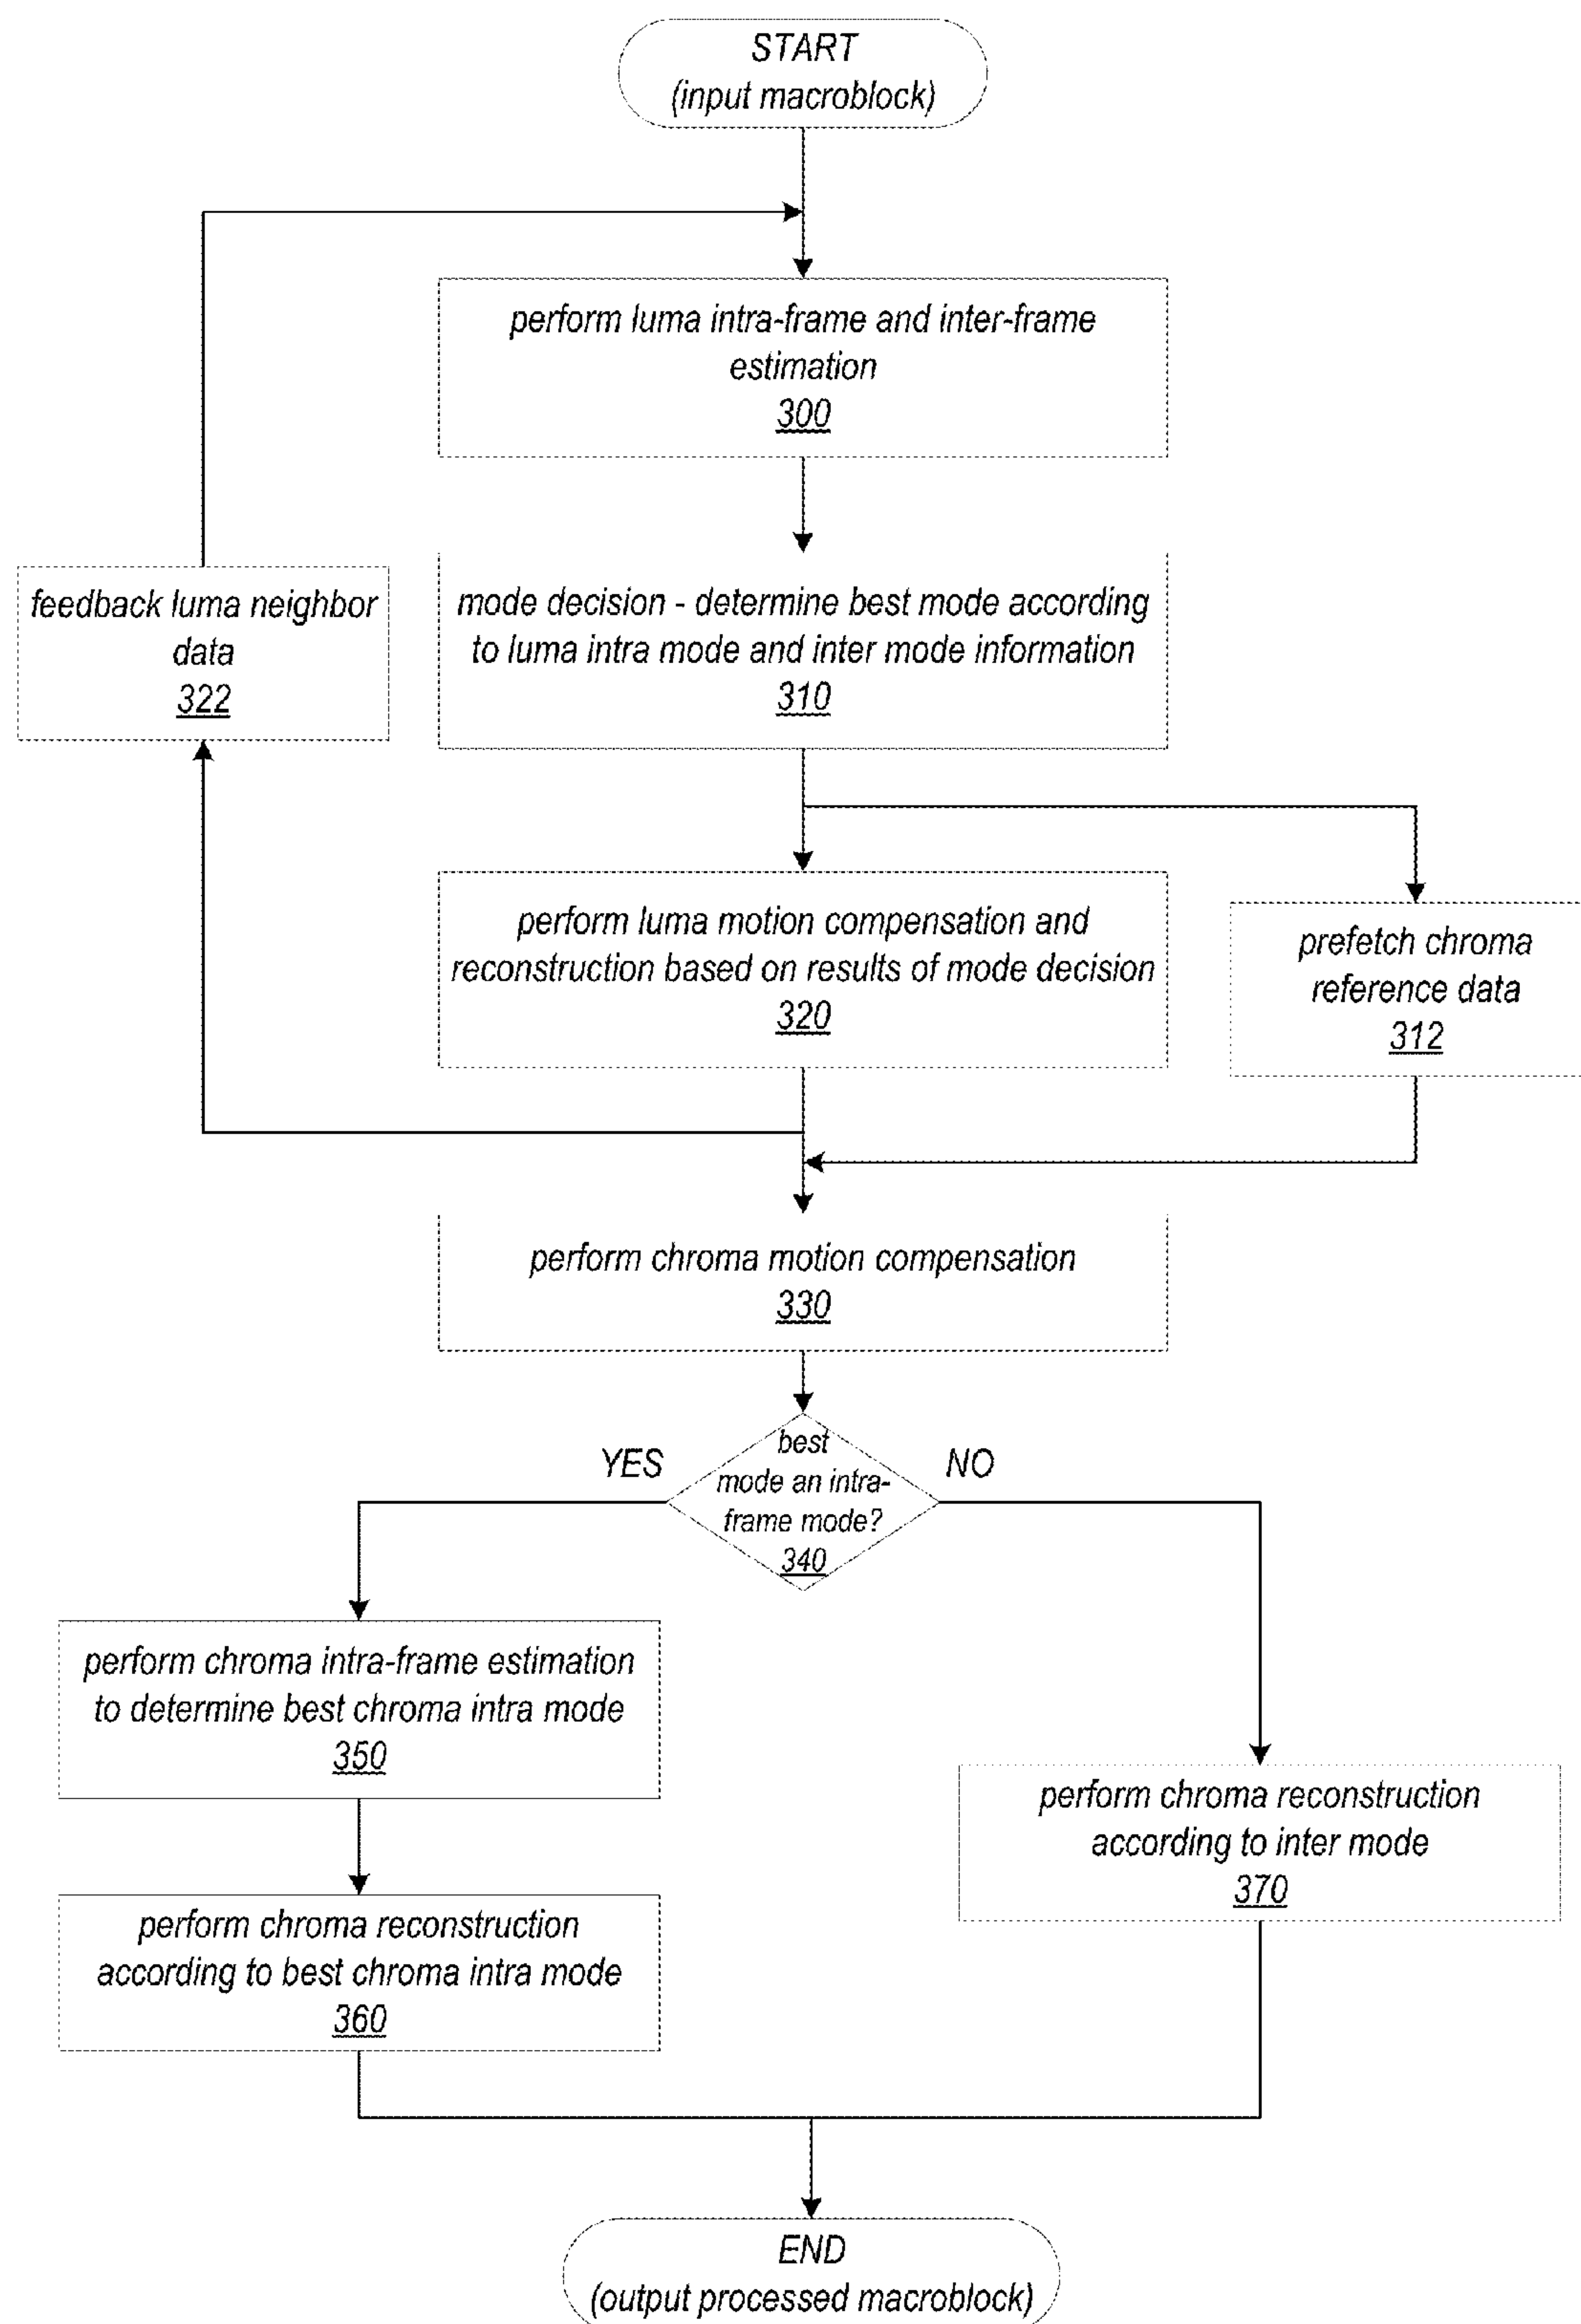 START
(input macroblock)
perform luma intra-frame and inter-frame
estimation
300
feedback luma neighbor
data
322
mode decision - determine best mode according
to luma intra mode and inter mode information
310
perform luma motion compensation and
reconstruction based on results of mode decision
320
prefetch chroma
reference data
312
perform chroma motion compensation
330
YES
best
mode an intra-
frame mode?
340
NO
perform chroma intra-frame estimation
to determine best chroma intra mode
350
perform chroma reconstruction
according to inter mode
370
perform chroma reconstruction
according to best chroma intra mode
360
END
(output processed macroblock)